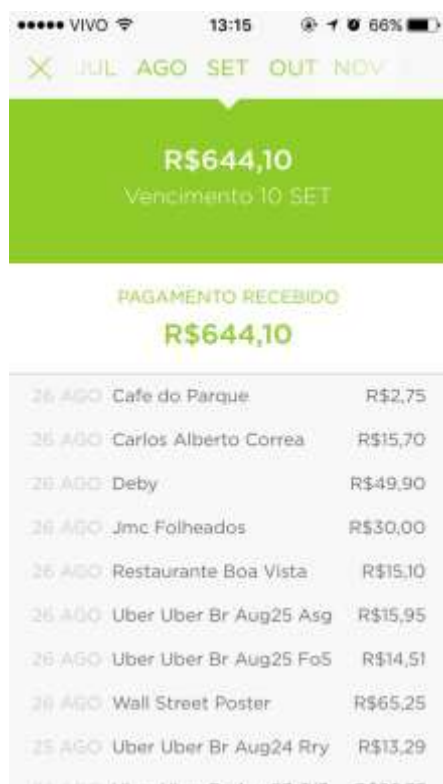 VIVO 13:15 66%
JUL AGO SET OUT NOV
R$644,10
Vencimento 10 SET
PAGAMENTO RECEBIDO
R$644,10
26 AGO Cafe do Parque R$2,75
26 AGO Carlos Alberto Correa R$15,70
26 AGO Deby R$49,90
26 AGO Jmc Folheados R$30,00
26 AGO Restaurante Boa Vista R$15,10
26 AGO Uber Uber Br Aug25 Asg R$15,95
26 AGO Uber Uber Br Aug25 Fo5 R$14,51
26 AGO Wall Street Poster R$65,25
25 AGO Uber Uber Br Aug24 Rry R$13,29